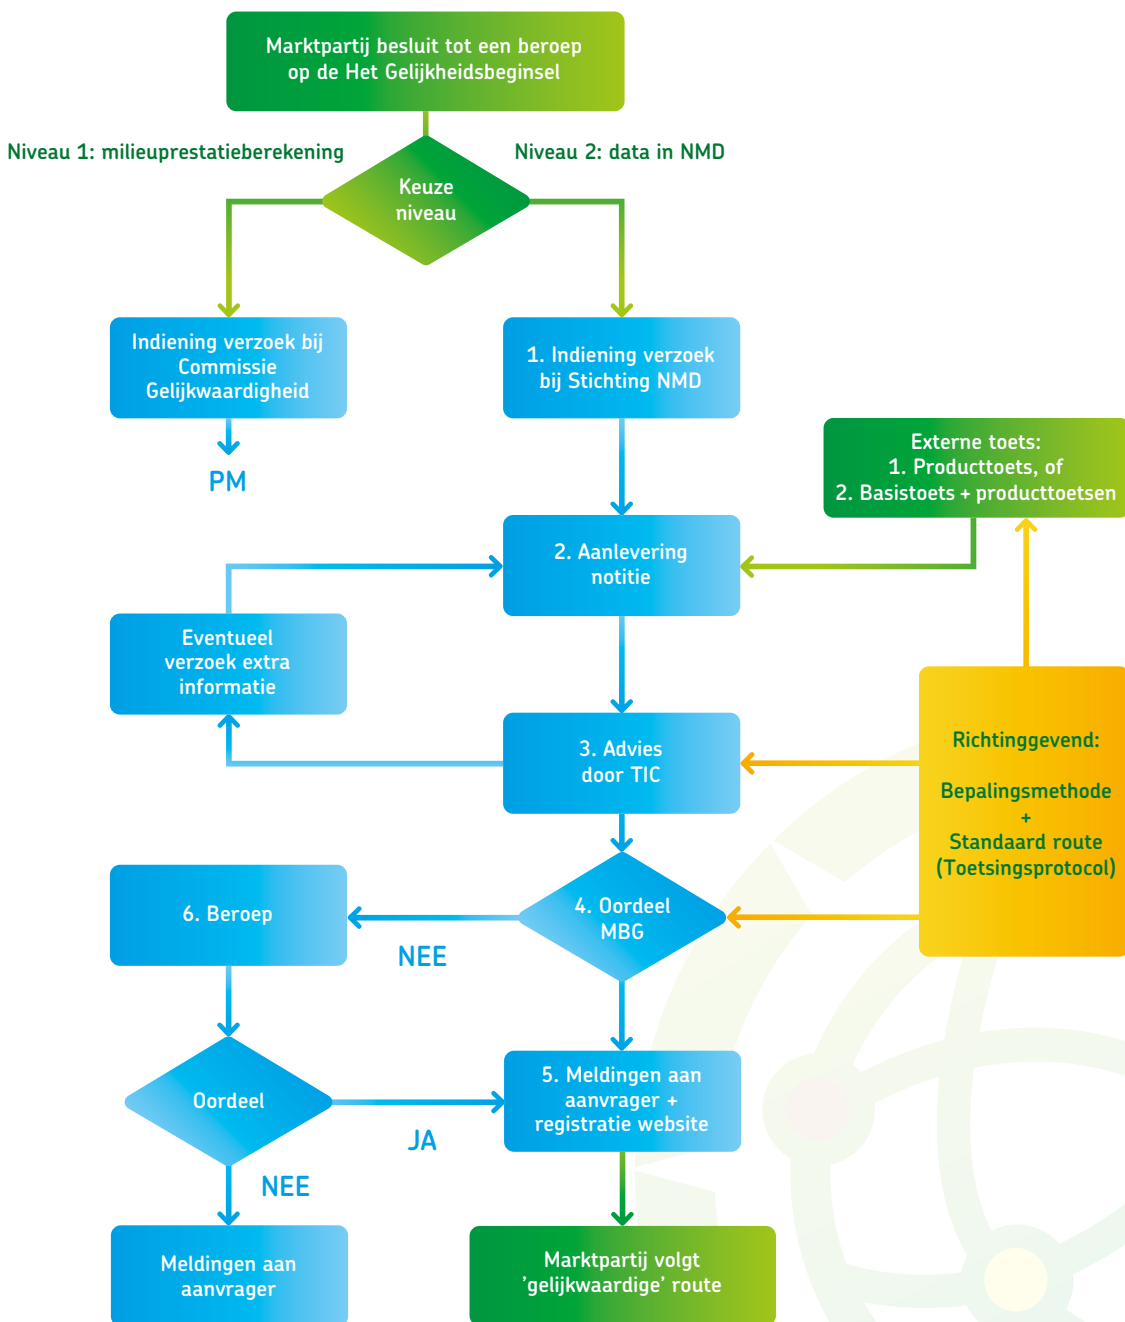 Marktpartij besluit tot een beroep
op de Het Gelijkheidsbeginsel
Niveau 1: milieuprestatieberekening
Niveau 2: data in NMD
Keuze
niveau
Indiening verzoek bij
Commissie
Gelijkwaardigheid
1. Indiening verzoek
bij Stichting NMD
PM
Externe toets:
1. Producttoets, of
2. Basistoets + producttoetsen
2. Aanlevering
notitie
Eventueel
verzoek extra
informatie
3. Advies
door TIC
Richtinggevend:
Bepalingsmethode
+
Standaard route
(Toetsingsprotocol)
4. Oordeel
MBG
6. Beroep
NEE
Oordeel
JA
5. Meldingen aan
aanvrager +
registratie website
NEE
Meldingen aan
aanvrager
Marktpartij volgt
'gelijkwaardige' route